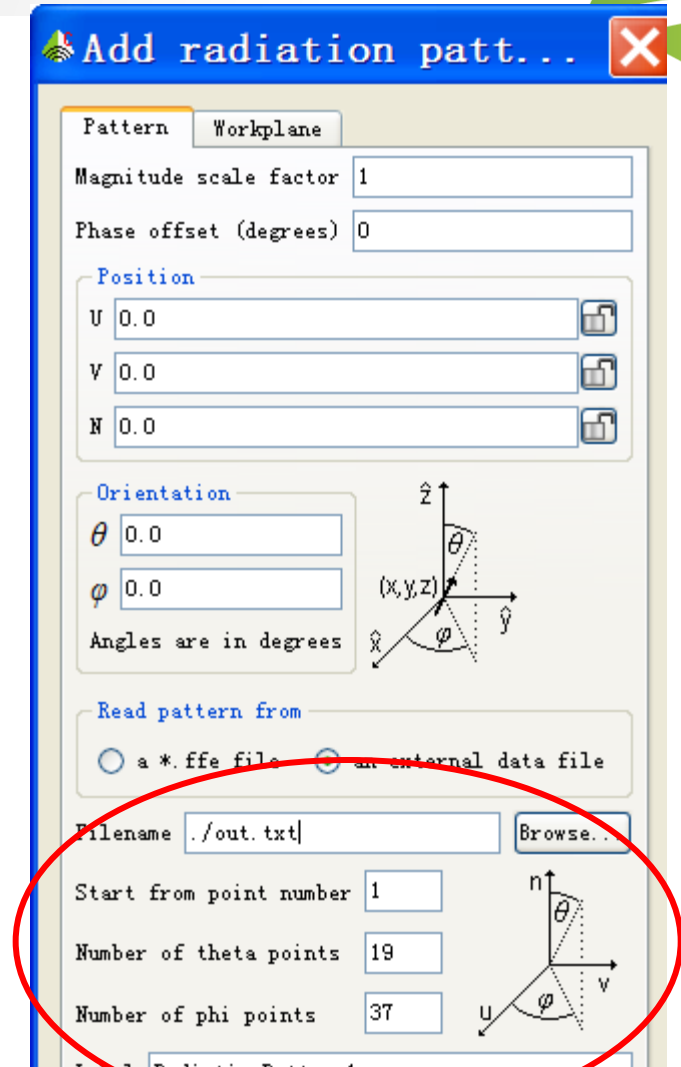 Add radiation patt...
Pattern Workplane
Magnitude scale factor 1
Phase offset (degrees) 0
Position
U 0.0
V 0.0
N 0.0
Orientation
θ 0.0
φ 0.0
Angles are in degrees
ẑ
θ
(x,y,z)
ŷ
x̂
φ
Read pattern from
a *.ffe file an external data file
Filename ./out.txt Browse...
Start from point number 1
Number of theta points 19
Number of phi points 37
n
θ
v
u
φ